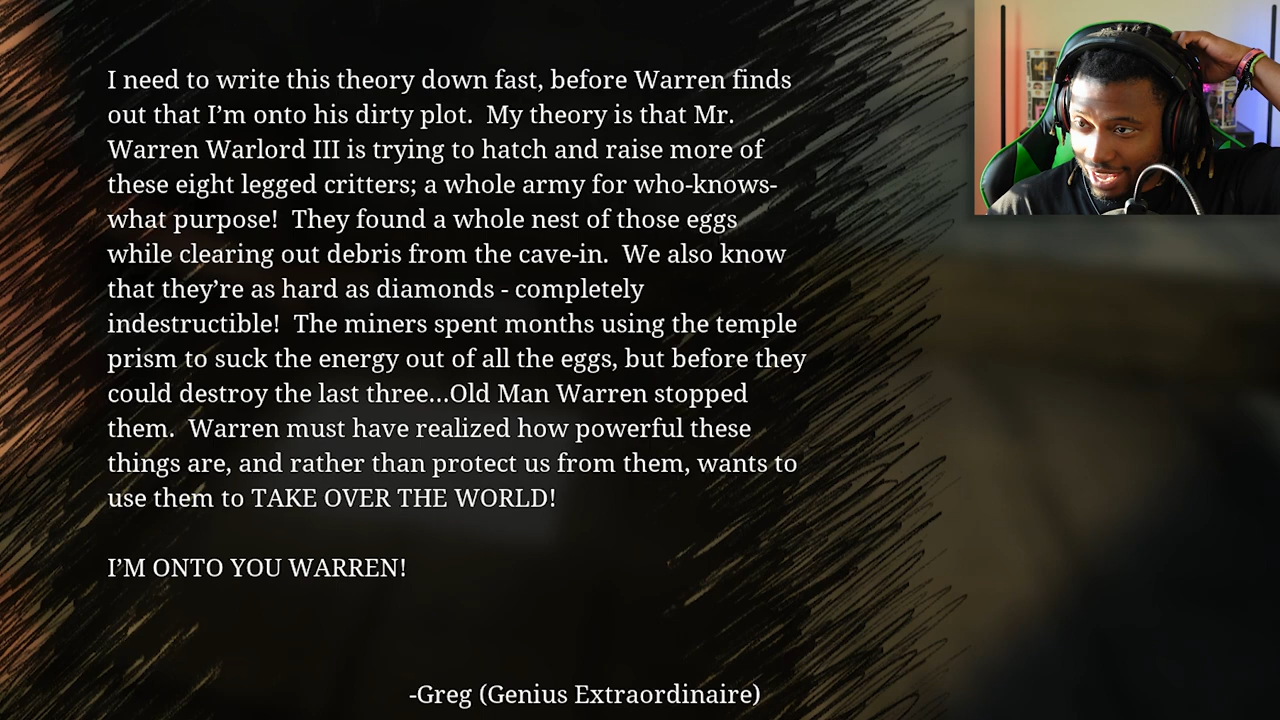 I need to write this theory down fast, before Warren finds
out that I’m onto his dirty plot.  My theory is that Mr.
Warren Warlord III is trying to hatch and raise more of
these eight legged critters; a whole army for who-knows-
what purpose!  They found a whole nest of those eggs
while clearing out debris from the cave-in.  We also know
that they’re as hard as diamonds - completely
indestructible!  The miners spent months using the temple
prism to suck the energy out of all the eggs, but before they
could destroy the last three...Old Man Warren stopped
them.  Warren must have realized how powerful these
things are, and rather than protect us from them, wants to
use them to TAKE OVER THE WORLD!
I’M ONTO YOU WARREN!
-Greg (Genius Extraordinaire)